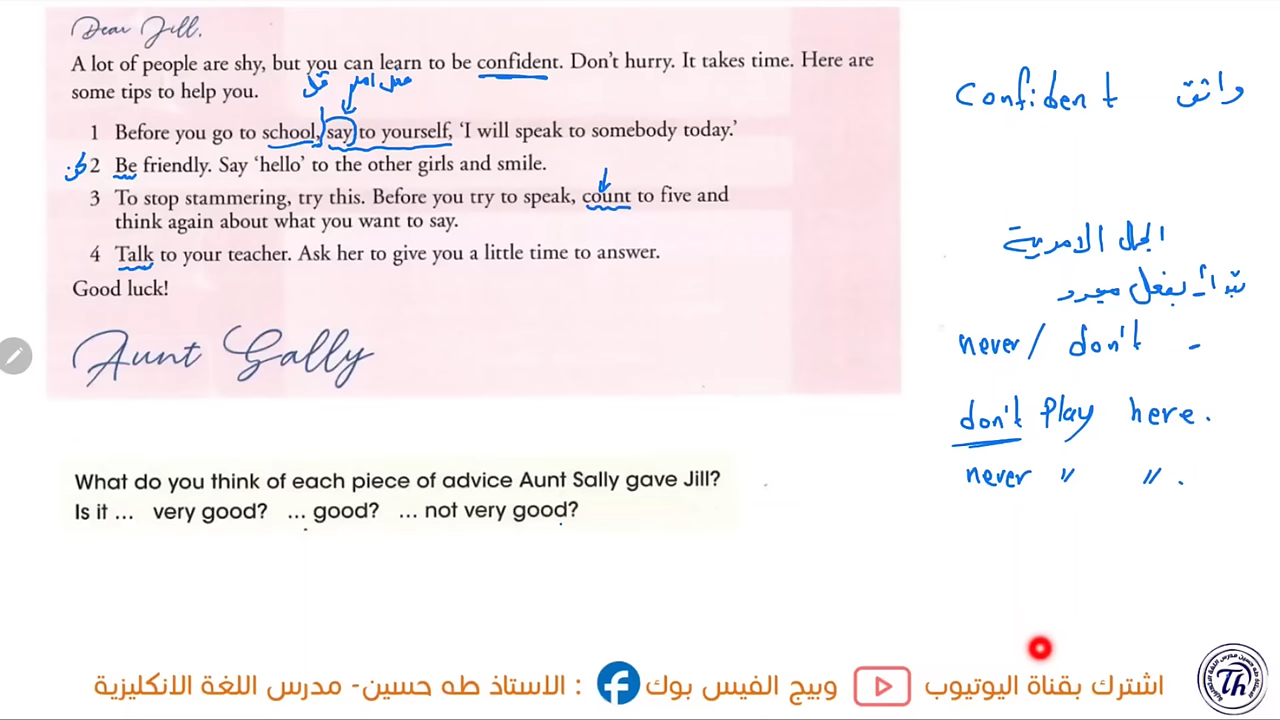 Dear Jill,
A lot of people are shy, but you can learn to be confident. Don't hurry. It takes time. Here are
قل فعل امر
some tips to help you.
1 Before you go to school, say to yourself, 'I will speak to somebody today.'
كن 2 Be friendly. Say 'hello' to the other girls and smile.
3 To stop stammering, try this. Before you try to speak, count to five and
think again about what you want to say.
4 Talk to your teacher. Ask her to give you a little time to answer.
Good luck!
Aunt Sally
What do you think of each piece of advice Aunt Sally gave Jill?
Is it ... very good? ... good? ... not very good?
confident واثق
الجمل الامرية
تبدأ بفعل مجرد
never / don't -
don't play here.
never " " .
اشترك بقناة اليوتيوب وبيج الفيس بوك : الاستاذ طه حسين- مدرس اللغة الانكليزية
Th